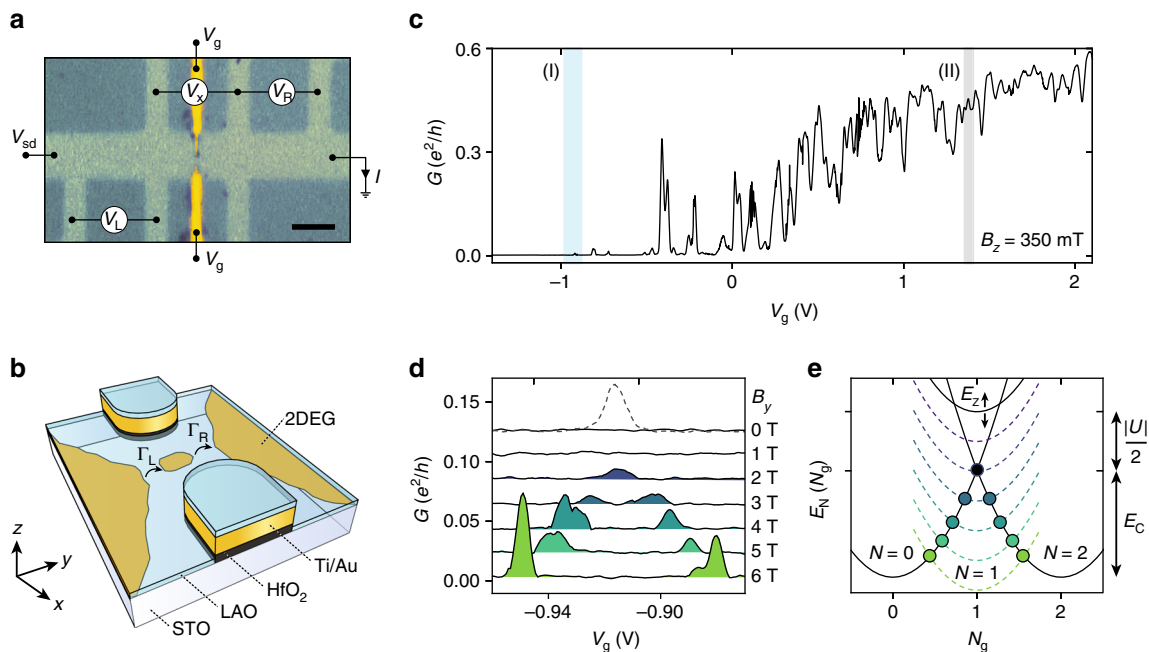 a
V_g
V_x
V_R
V_sd
I
V_L
V_g
b
2DEG
Γ_L
Γ_R
z
y
x
Ti/Au
HfO₂
LAO
STO
c
0.6
0.3
0.0
G (e²/h)
(I)
(II)
B_z = 350 mT
−1
0
1
2
V_g (V)
d
0.15
0.10
0.05
0.00
G (e²/h)
B_y
0 T
1 T
2 T
3 T
4 T
5 T
6 T
−0.94
−0.90
V_g (V)
e
E_Z
|U|
2
E_C
E_N (N_g)
N = 0
N = 1
N = 2
0
1
2
N_g